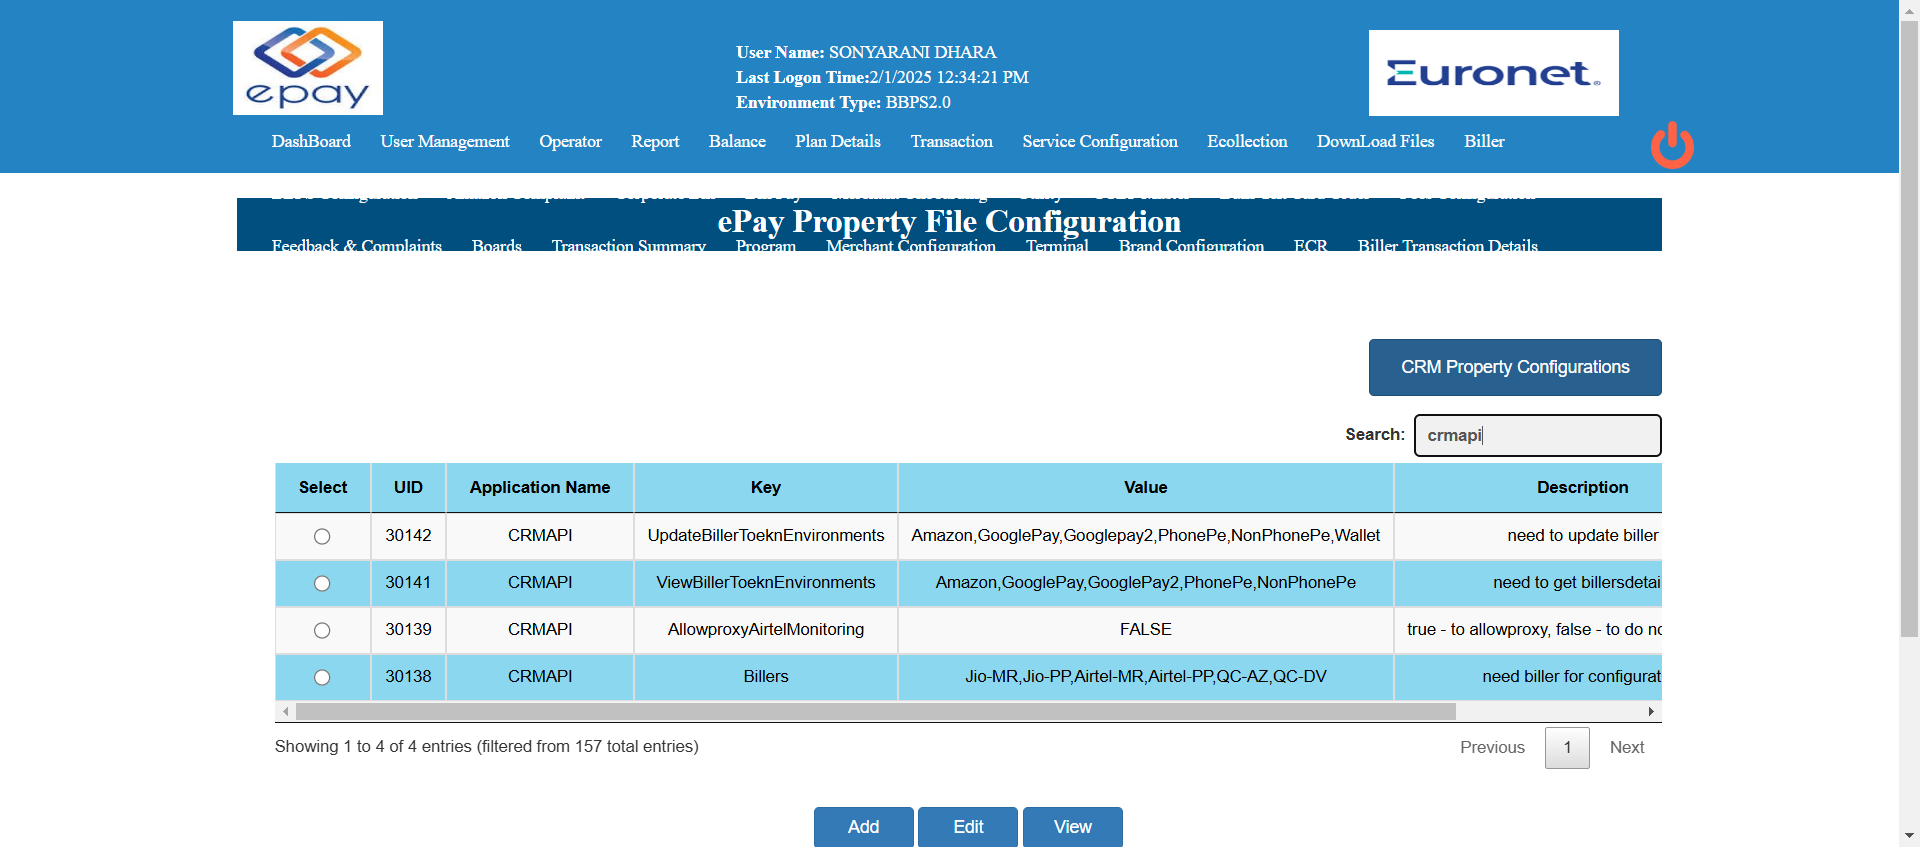 epay
User Name: SONYARANI DHARA
Last Logon Time:2/1/2025 12:34:21 PM
Environment Type: BBPS2.0
Euronet
DashBoard User Management Operator Report Balance Plan Details Transaction Service Configuration Ecollection DownLoad Files Biller
ePay Property File Configuration
Feedback & Complaints Boards Transaction Summary Program Merchant Configuration Terminal Brand Configuration ECR Biller Transaction Details
CRM Property Configurations
Search: crmapi
Select UID Application Name Key Value Description
30142 CRMAPI UpdateBillerToeknEnvironments Amazon,GooglePay,Googlepay2,PhonePe,NonPhonePe,Wallet need to update biller
30141 CRMAPI ViewBillerToeknEnvironments Amazon,GooglePay,GooglePay2,PhonePe,NonPhonePe need to get billersdetai
30139 CRMAPI AllowproxyAirtelMonitoring FALSE true - to allowproxy, false - to do no
30138 CRMAPI Billers Jio-MR,Jio-PP,Airtel-MR,Airtel-PP,QC-AZ,QC-DV need biller for configurat
Showing 1 to 4 of 4 entries (filtered from 157 total entries)
Previous 1 Next
Add Edit View